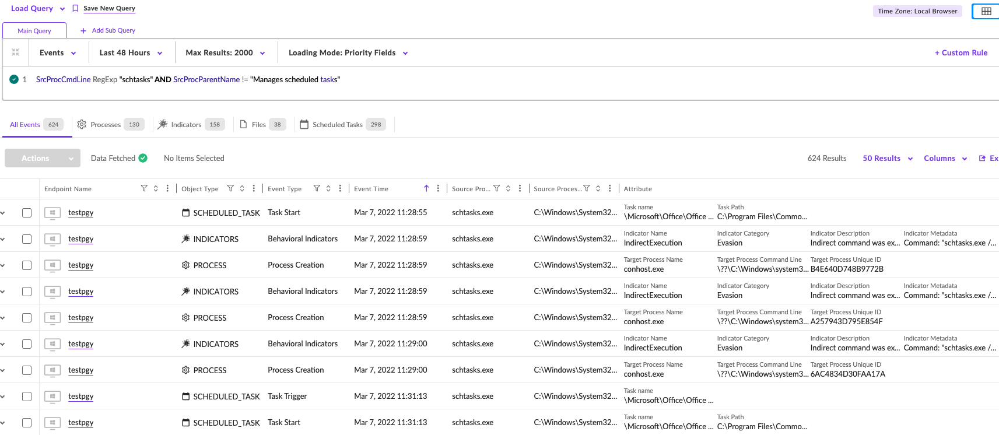 Load Query Save New Query
Time Zone: Local Browser
Main Query + Add Sub Query
Events Last 48 Hours Max Results: 2000 Loading Mode: Priority Fields + Custom Rule
1 SrcProcCmdLine RegExp "schtasks" AND SrcProcParentName != "Manages scheduled tasks"
All Events 624 Processes 130 Indicators 158 Files 38 Scheduled Tasks 298
Actions Data Fetched No Items Selected 624 Results 50 Results Columns Ex
Endpoint Name Object Type Event Type Event Time Source Pro... Source Proces... Attribute
Task name Task Path
testpgy SCHEDULED_TASK Task Start Mar 7, 2022 11:28:55 schtasks.exe C:\Windows\System32... \Microsoft\Office\Office ... C:\Program Files\Commo...
Indicator Name Indicator Category Indicator Description Indicator Metadata
testpgy INDICATORS Behavioral Indicators Mar 7, 2022 11:28:59 schtasks.exe C:\Windows\System32... IndirectExecution Evasion Indirect command was ex... Command: "schtasks.exe /...
Target Process Name Target Process Command Line Target Process Unique ID
testpgy PROCESS Process Creation Mar 7, 2022 11:28:59 schtasks.exe C:\Windows\System32... conhost.exe \??\C:\Windows\system3... B4E640D748B9772B
Indicator Name Indicator Category Indicator Description Indicator Metadata
testpgy INDICATORS Behavioral Indicators Mar 7, 2022 11:28:59 schtasks.exe C:\Windows\System32... IndirectExecution Evasion Indirect command was ex... Command: "schtasks.exe /...
Target Process Name Target Process Command Line Target Process Unique ID
testpgy PROCESS Process Creation Mar 7, 2022 11:28:59 schtasks.exe C:\Windows\System32... conhost.exe \??\C:\Windows\system3... A257943D795E854F
Indicator Name Indicator Category Indicator Description Indicator Metadata
testpgy INDICATORS Behavioral Indicators Mar 7, 2022 11:29:00 schtasks.exe C:\Windows\System32... IndirectExecution Evasion Indirect command was ex... Command: "schtasks.exe /...
Target Process Name Target Process Command Line Target Process Unique ID
testpgy PROCESS Process Creation Mar 7, 2022 11:29:00 schtasks.exe C:\Windows\System32... conhost.exe \??\C:\Windows\system3... 6AC4834D30FAA17A
Task name
testpgy SCHEDULED_TASK Task Trigger Mar 7, 2022 11:31:13 schtasks.exe C:\Windows\System32... \Microsoft\Office\Office ...
Task name Task Path
testpgy SCHEDULED_TASK Task Start Mar 7, 2022 11:31:13 schtasks.exe C:\Windows\System32... \Microsoft\Office\Office ... C:\Program Files\Commo...